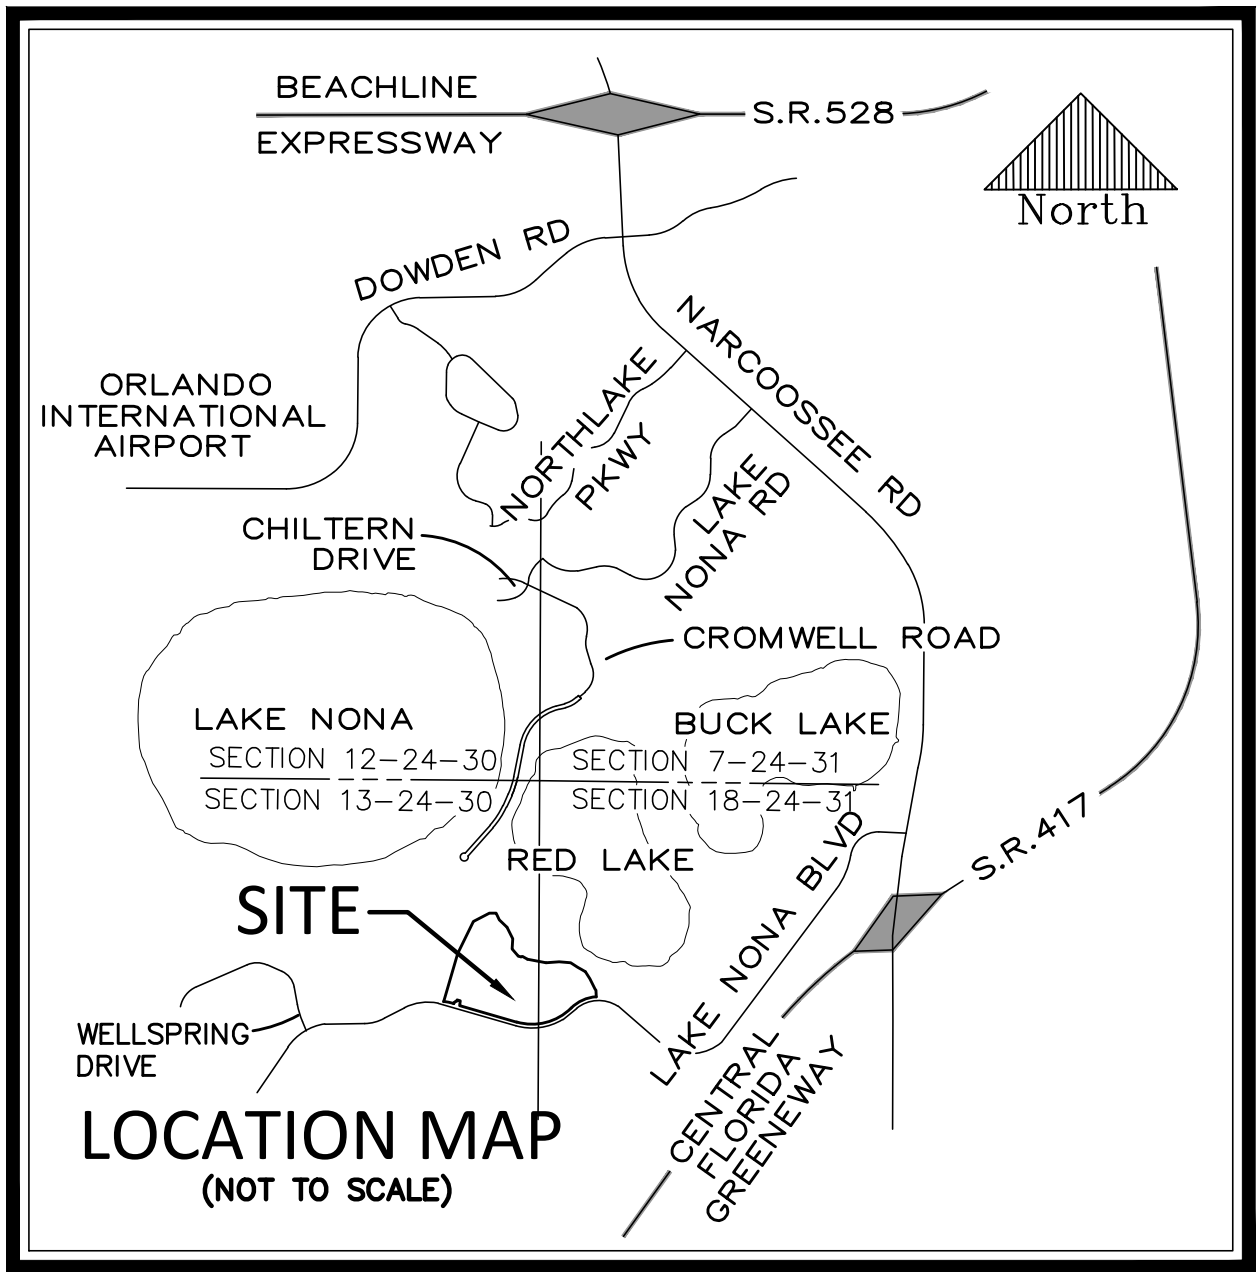 BEACHLINE
EXPRESSWAY
S.R.528
North
DOWDEN RD
NARCOOSSEE RD
ORLANDO
INTERNATIONAL
AIRPORT
NORTHLAKE
PKWY
LAKE
NONA RD
CHILTERN
DRIVE
CROMWELL ROAD
LAKE NONA
BUCK LAKE
SECTION 12-24-30
SECTION 7-24-31
SECTION 13-24-30
SECTION 18-24-31
RED LAKE
LAKE NONA BLVD
S.R.417
SITE
WELLSPRING
DRIVE
CENTRAL
FLORIDA
GREENEWAY
LOCATION MAP
(NOT TO SCALE)